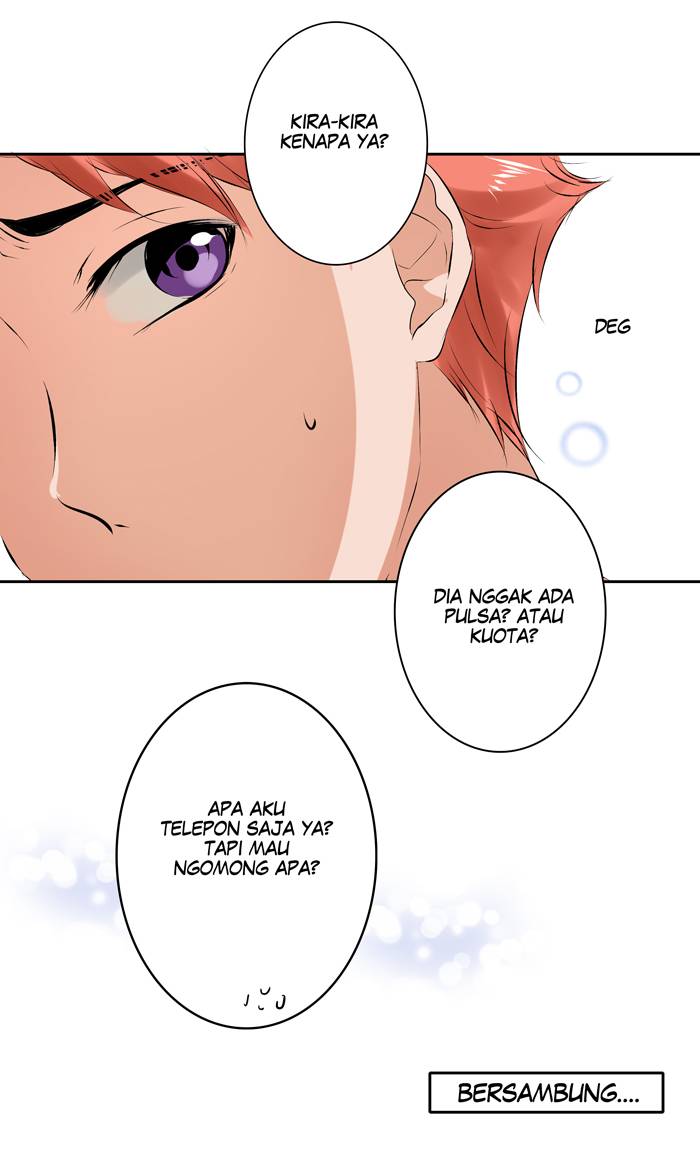 KIRA-KIRA
KENAPA YA?
DEG
DIA NGGAK ADA
PULSA? ATAU
KUOTA?
APA AKU
TELEPON SAJA YA?
TAPI MAU
NGOMONG APA?
BERSAMBUNG....